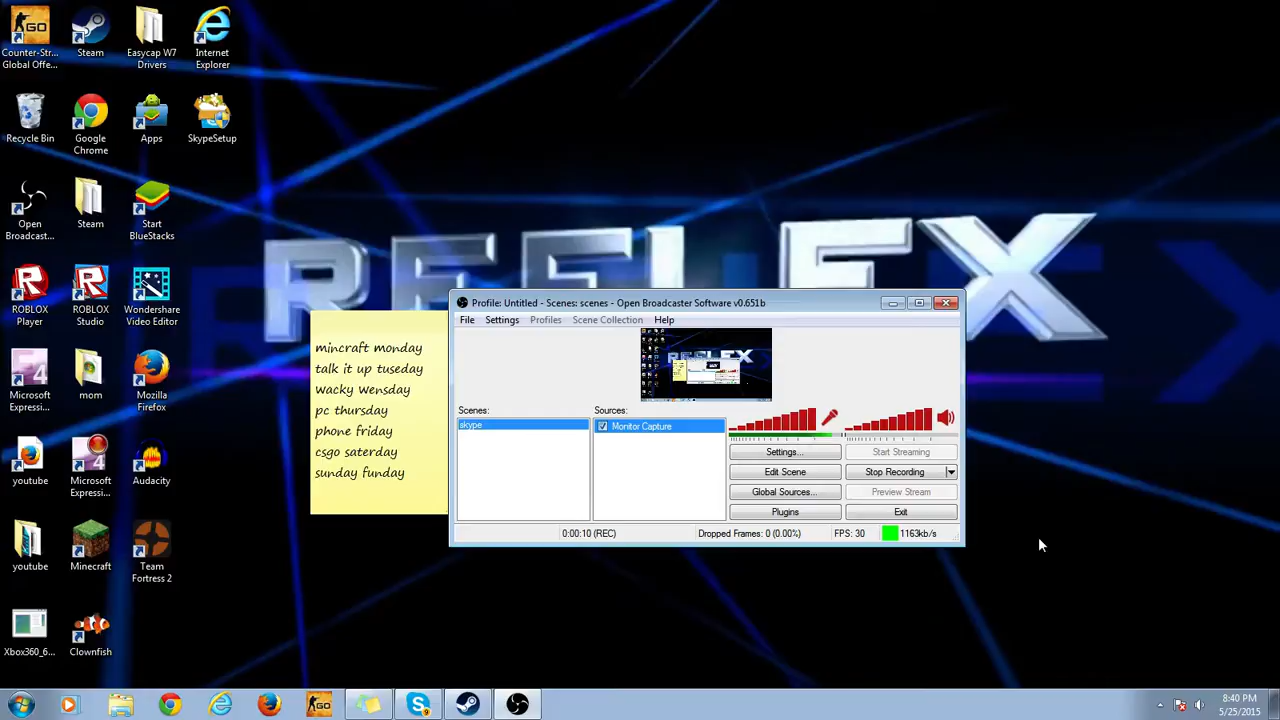 Counter-Str...
Global Offe...
Steam
Easycap W7
Drivers
Internet
Explorer
Recycle Bin
Google
Chrome
Apps
SkypeSetup
Open
Broadcast...
Steam
Start
BlueStacks
ROBLOX
Player
ROBLOX
Studio
Wondershare
Video Editor
Microsoft
Expressi...
mom
Mozilla
Firefox
youtube
Microsoft
Expressi...
Audacity
youtube
Minecraft
Team
Fortress 2
Xbox360_6...
Clownfish
REFLEX
mincraft monday
talk it up tuseday
wacky wensday
pc thursday
phone friday
csgo saterday
sunday funday
Profile: Untitled - Scenes: scenes - Open Broadcaster Software v0.651b
File Settings Profiles Scene Collection Help
Scenes:
skype
Sources:
Monitor Capture
Settings... Start Streaming
Edit Scene Stop Recording
Global Sources... Preview Stream
Plugins Exit
0:00:10 (REC) Dropped Frames: 0 (0.00%) FPS: 30 1163kb/s
8:40 PM
5/25/2015